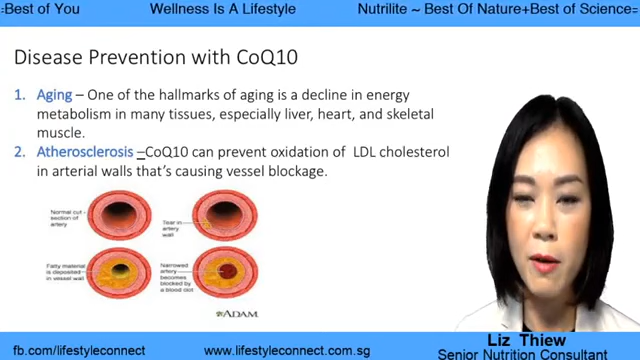 =Best of You Wellness Is A Lifestyle Nutrilite ~ Best Of Nature+Best of Science=
Disease Prevention with CoQ10
1. Aging – One of the hallmarks of aging is a decline in energy
metabolism in many tissues, especially liver, heart, and skeletal
muscle.
2. Atherosclerosis –CoQ10 can prevent oxidation of LDL cholesterol
in arterial walls that's causing vessel blockage.
Normal cut
section of
artery
Tear in
artery
wall
Fatty material
is deposited
in vessel wall
Narrowed
artery
becomes
blocked by
a blood clot
ADAM
fb.com/lifestyleconnect www.lifestyleconnect.com.sg
Liz Thiew
Senior Nutrition Consultant